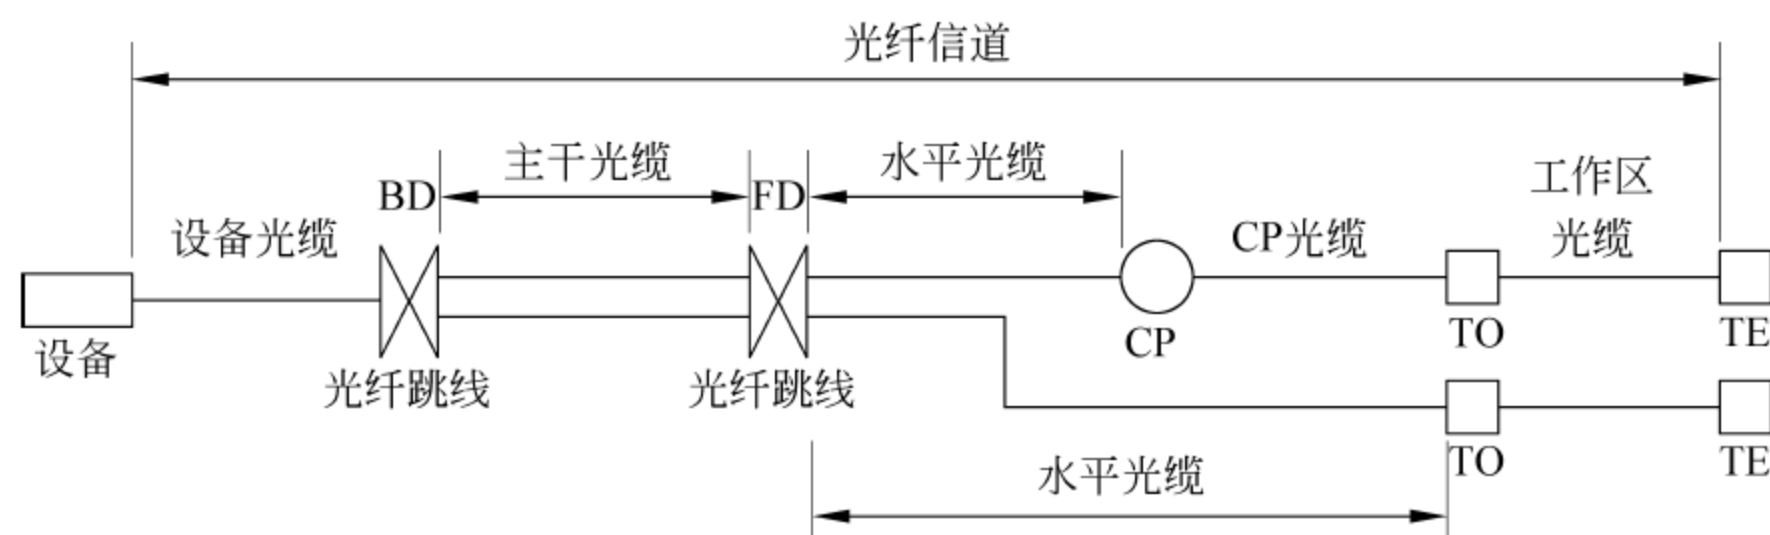 光纤信道
主干光缆
水平光缆
工作区
光缆
BD
FD
设备光缆
CP光缆
设备
光纤跳线
光纤跳线
CP
TO
TE
水平光缆
TO
TE